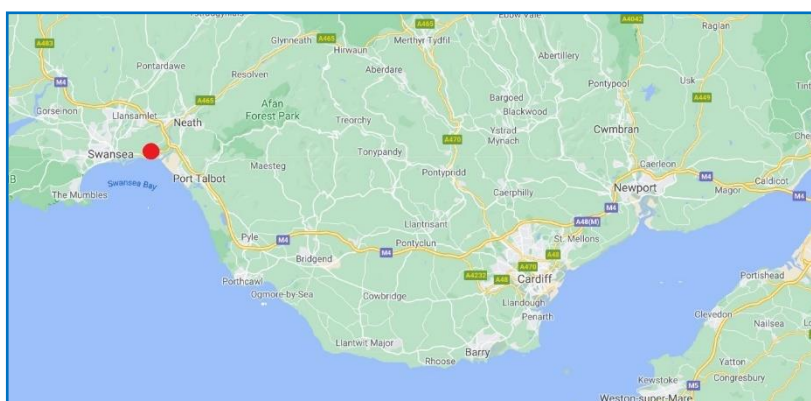 A465
Ebbw Vale
A4042
Raglan
A483
Glynneath
A465
Hirwaun
Merthyr Tydfil
Abertillery
M4
Pontardawe
Resolven
Aberdare
Pontypool
Usk
A465
Bargoed
A449
Gorseinon
Llansamlet
Neath
Afan
Forest Park
Treorchy
Blackwood
Cwmbran
A470
Ystrad
Mynach
Swansea
Tonypandy
Caerleon
Maesteg
Pontypridd
M4
Caldicot
Swansea Bay
Port Talbot
Caerphilly
Newport
Magor
The Mumbles
M4
M4
Llantrisant
A48(M)
Pyle
M4
Pontyclun
St. Mellons
Bridgend
M4
A48
Porthcawl
A4232
A470
Portishead
Ogmore-by-Sea
Cowbridge
A48
Cardiff
Llandough
Clevedon
Penarth
Nailsea
Llantwit Major
Barry
Rhoose
Yatton
Kewstoke
Congresbury
M5
Weston-super-Mare